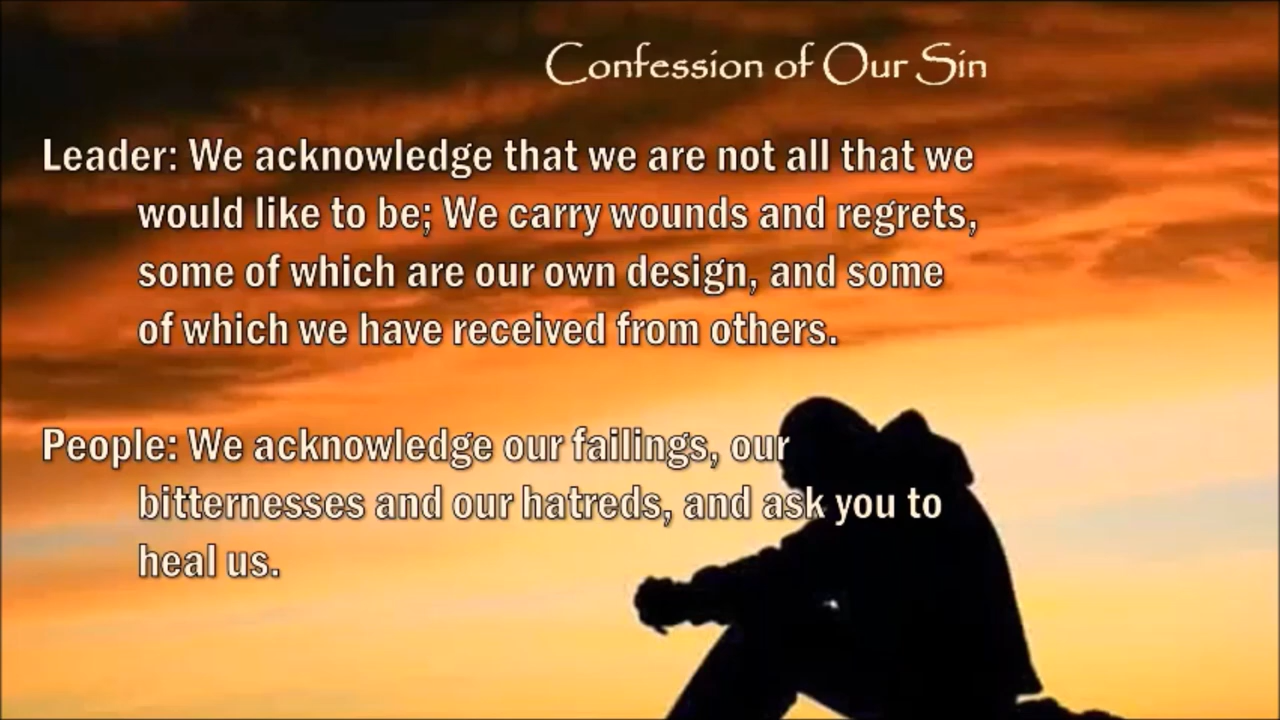 Confession of Our Sin
Leader: We acknowledge that we are not all that we
would like to be; We carry wounds and regrets,
some of which are our own design, and some
of which we have received from others.
People: We acknowledge our failings, our
bitternesses and our hatreds, and ask you to
heal us.